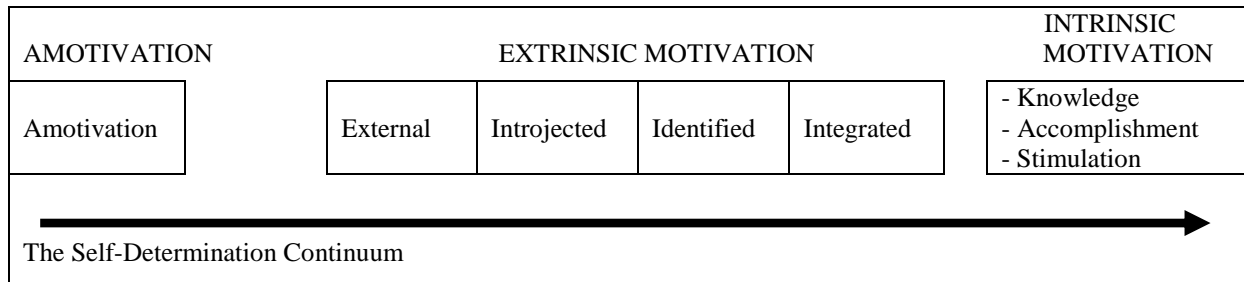 AMOTIVATION
EXTRINSIC MOTIVATION
INTRINSIC
MOTIVATION
Amotivation
External
Introjected
Identified
Integrated
- Knowledge
- Accomplishment
- Stimulation
The Self-Determination Continuum